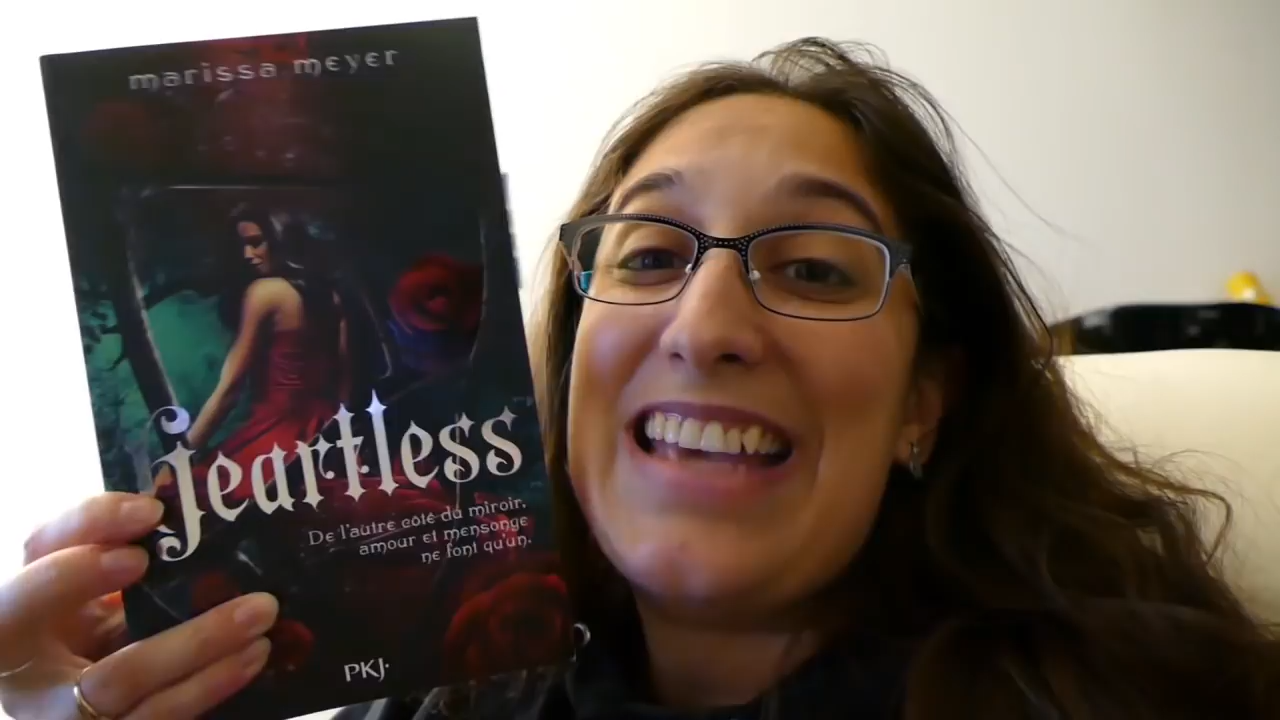 marissa meyer
heartless
De l'autre côté du miroir,
amour et mensonge
ne font qu'un.
PKJ·